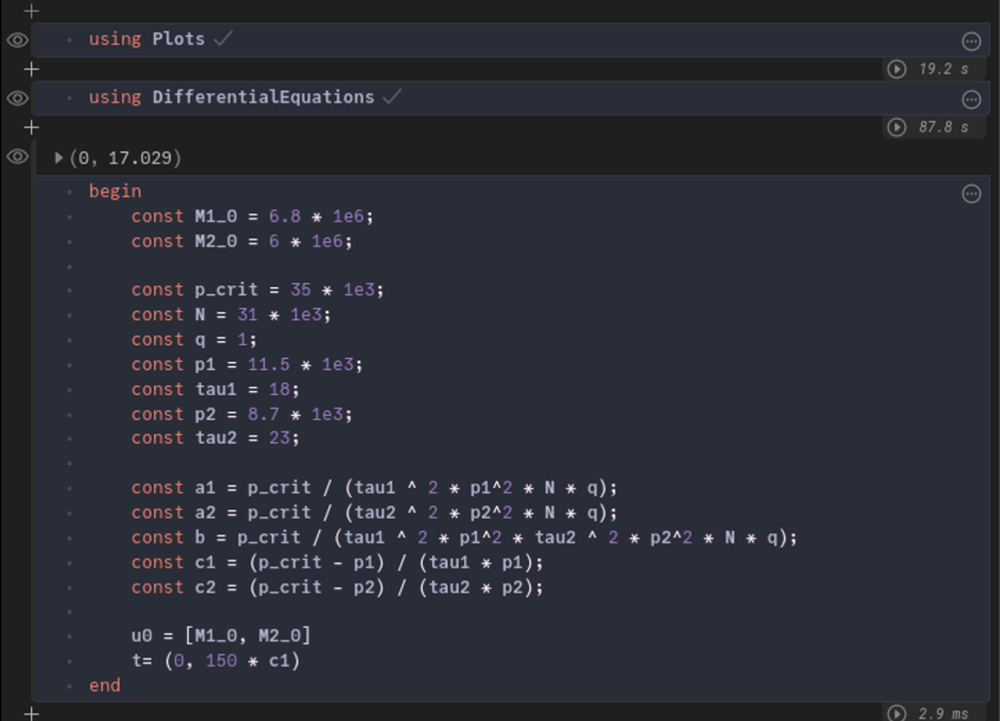 using Plots
19.2 s
using DifferentialEquations
87.8 s
(0, 17.029)
begin
const M1_0 = 6.8 * 1e6;
const M2_0 = 6 * 1e6;
const p_crit = 35 * 1e3;
const N = 31 * 1e3;
const q = 1;
const p1 = 11.5 * 1e3;
const tau1 = 18;
const p2 = 8.7 * 1e3;
const tau2 = 23;
const a1 = p_crit / (tau1 ^ 2 * p1^2 * N * q);
const a2 = p_crit / (tau2 ^ 2 * p2^2 * N * q);
const b = p_crit / (tau1 ^ 2 * p1^2 * tau2 ^ 2 * p2^2 * N * q);
const c1 = (p_crit - p1) / (tau1 * p1);
const c2 = (p_crit - p2) / (tau2 * p2);
u0 = [M1_0, M2_0]
t= (0, 150 * c1)
end
2.9 ms